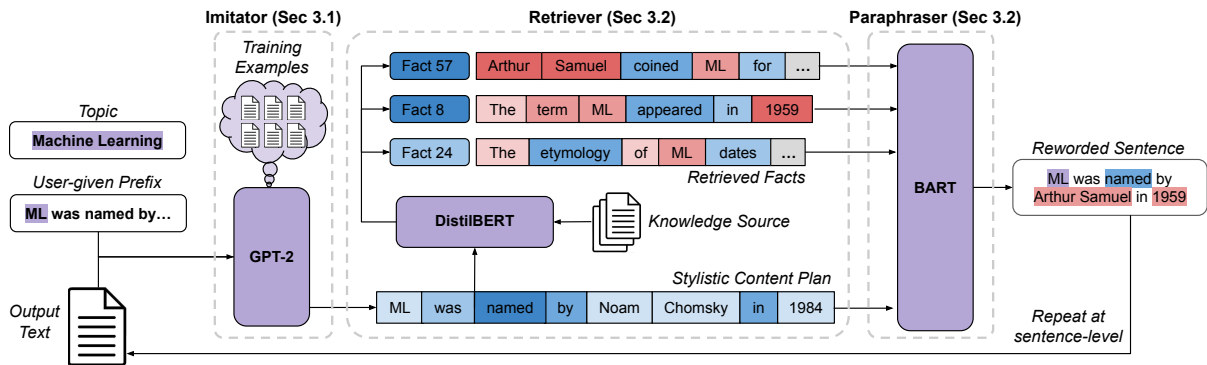 Imitator (Sec 3.1)
Retriever (Sec 3.2)
Paraphraser (Sec 3.2)
Training
Examples
Topic
Machine Learning
User-given Prefix
ML was named by…
GPT-2
Output
Text
Fact 57
Arthur Samuel coined ML for ...
Fact 8
The term ML appeared in 1959
Fact 24
The etymology of ML dates ...
Retrieved Facts
DistilBERT
Knowledge Source
Stylistic Content Plan
ML was named by Noam Chomsky in 1984
BART
Reworded Sentence
ML was named by
Arthur Samuel in 1959
Repeat at
sentence-level